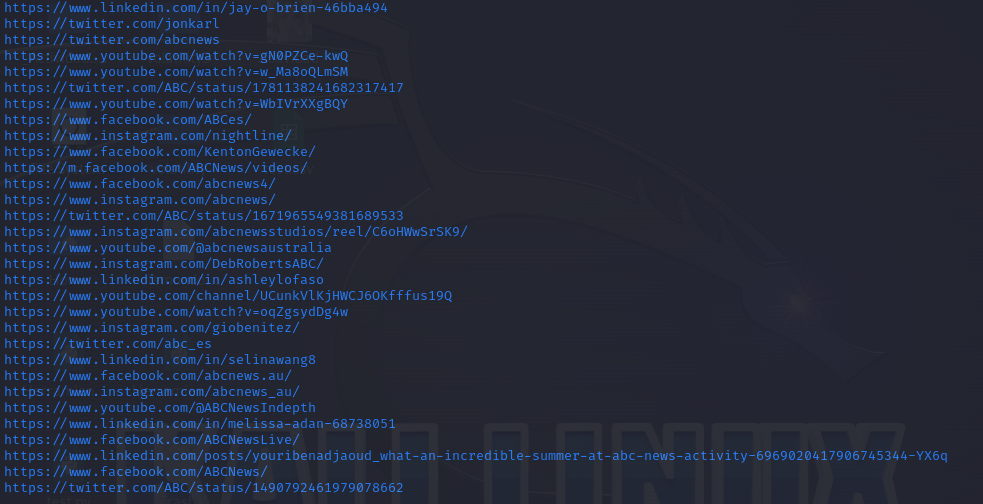 https://www.linkedin.com/in/jay-o-brien-46bba494
https://twitter.com/jonkarl
https://twitter.com/abcnews
https://www.youtube.com/watch?v=gN0PZCe-kwQ
https://www.youtube.com/watch?v=w_Ma8oQLmSM
https://twitter.com/ABC/status/1781138241682317417
https://www.youtube.com/watch?v=WbIVrXXgBQY
https://www.facebook.com/ABCes/
https://www.instagram.com/nightline/
https://www.facebook.com/KentonGewecke/
https://m.facebook.com/ABCNews/videos/
https://www.facebook.com/abcnews4/
https://www.instagram.com/abcnews/
https://twitter.com/ABC/status/1671965549381689533
https://www.instagram.com/abcnewsstudios/reel/C6oHWwSrSK9/
https://www.youtube.com/@abcnewsaustralia
https://www.instagram.com/DebRobertsABC/
https://www.linkedin.com/in/ashleylofaso
https://www.youtube.com/channel/UCunkVlKjHWCJ6OKfffus19Q
https://www.youtube.com/watch?v=oqZgsydDg4w
https://www.instagram.com/giobenitez/
https://twitter.com/abc_es
https://www.linkedin.com/in/selinawang8
https://www.facebook.com/abcnews.au/
https://www.instagram.com/abcnews_au/
https://www.youtube.com/@ABCNewsIndepth
https://www.linkedin.com/in/melissa-adan-68738051
https://www.facebook.com/ABCNewsLive/
https://www.linkedin.com/posts/youribenadjaoud_what-an-incredible-summer-at-abc-news-activity-6969020417906745344-YX6q
https://www.facebook.com/ABCNews/
https://twitter.com/ABC/status/1490792461979078662